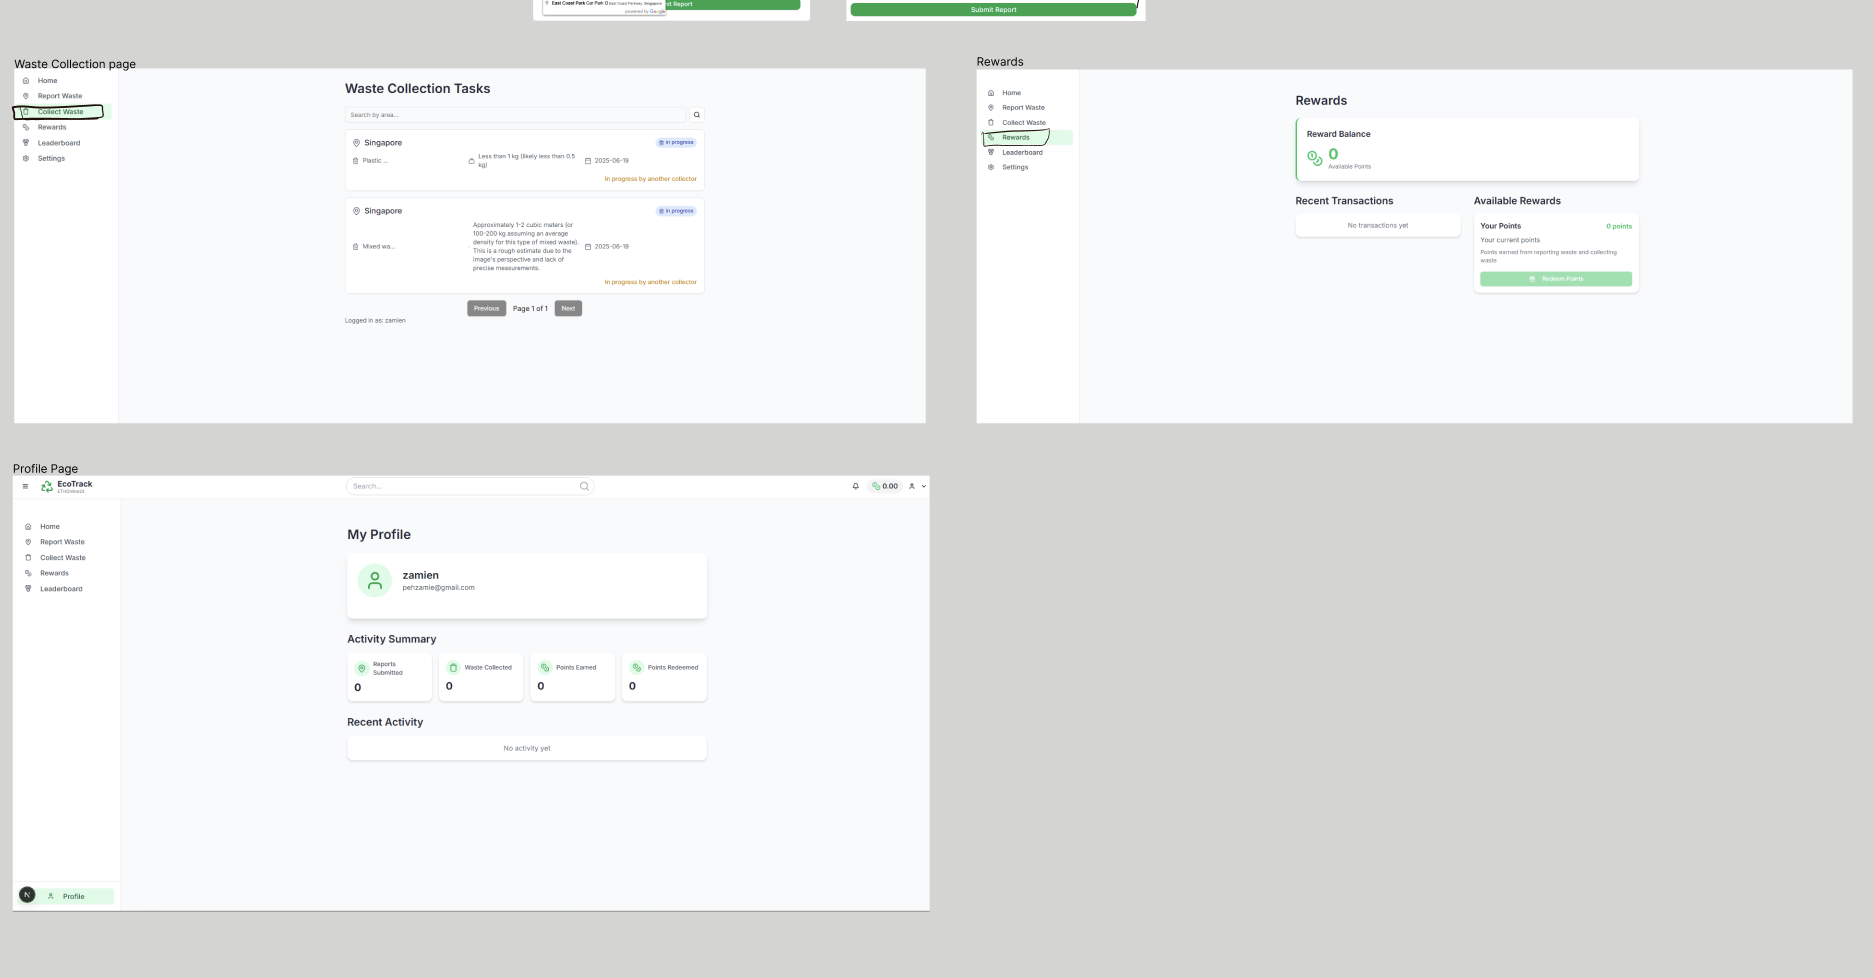 East Coast Park Car Park G East Coast Parkway, Singapore
powered by Google
it Report
Submit Report
Waste Collection page
Home
Report Waste
Collect Waste
Rewards
Leaderboard
Settings
Waste Collection Tasks
Search by area...
Singapore
in progress
Plastic ...
Less than 1 kg (likely less than 0.5
kg)
2025-06-19
In progress by another collector
Singapore
in progress
Mixed wa...
Approximately 1-2 cubic meters (or
100-200 kg assuming an average
density for this type of mixed waste).
This is a rough estimate due to the
image's perspective and lack of
precise measurements.
2025-06-19
In progress by another collector
Previous
Page 1 of 1
Next
Logged in as: zamien
Rewards
Home
Report Waste
Collect Waste
Rewards
Leaderboard
Settings
Rewards
Reward Balance
0
Available Points
Recent Transactions
No transactions yet
Available Rewards
Your Points
0 points
Your current points
Points earned from reporting waste and collecting
waste
Redeem Points
Profile Page
EcoTrack
Search...
0.00
Home
Report Waste
Collect Waste
Rewards
Leaderboard
N
Profile
My Profile
zamien
pehzamie@gmail.com
Activity Summary
Reports
Submitted
0
Waste Collected
0
Points Earned
0
Points Redeemed
0
Recent Activity
No activity yet